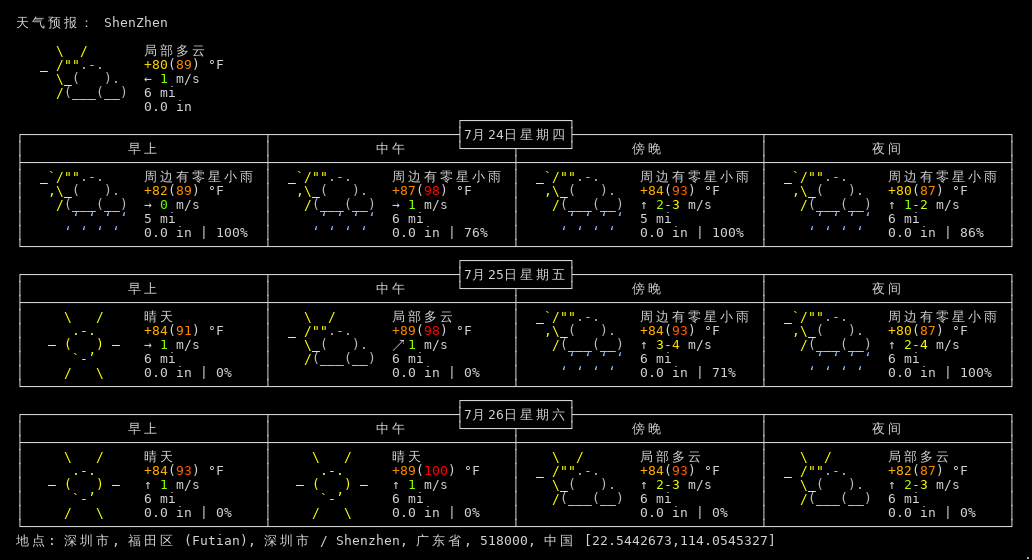 天气预报： ShenZhen
局部多云
+80(89) °F
← 1 m/s
6 mi
0.0 in
7月24日星期四
早上 中午 傍晚 夜间
周边有零星小雨 周边有零星小雨 周边有零星小雨 周边有零星小雨
+82(89) °F +87(98) °F +84(93) °F +80(87) °F
→ 0 m/s → 1 m/s ↑ 2-3 m/s ↑ 1-2 m/s
5 mi 6 mi 5 mi 6 mi
0.0 in | 100% 0.0 in | 76% 0.0 in | 100% 0.0 in | 86%
7月25日星期五
早上 中午 傍晚 夜间
晴天 局部多云 周边有零星小雨 周边有零星小雨
+84(91) °F +89(98) °F +84(93) °F +80(87) °F
→ 1 m/s ↗ 1 m/s ↑ 3-4 m/s ↑ 2-4 m/s
6 mi 6 mi 6 mi 6 mi
0.0 in | 0% 0.0 in | 0% 0.0 in | 71% 0.0 in | 100%
7月26日星期六
早上 中午 傍晚 夜间
晴天 晴天 局部多云 局部多云
+84(93) °F +89(100) °F +84(93) °F +82(87) °F
↑ 1 m/s ↑ 1 m/s ↑ 2-3 m/s ↑ 2-3 m/s
6 mi 6 mi 6 mi 6 mi
0.0 in | 0% 0.0 in | 0% 0.0 in | 0% 0.0 in | 0%
地点: 深圳市, 福田区 (Futian), 深圳市 / Shenzhen, 广东省, 518000, 中国 [22.5442673,114.0545327]